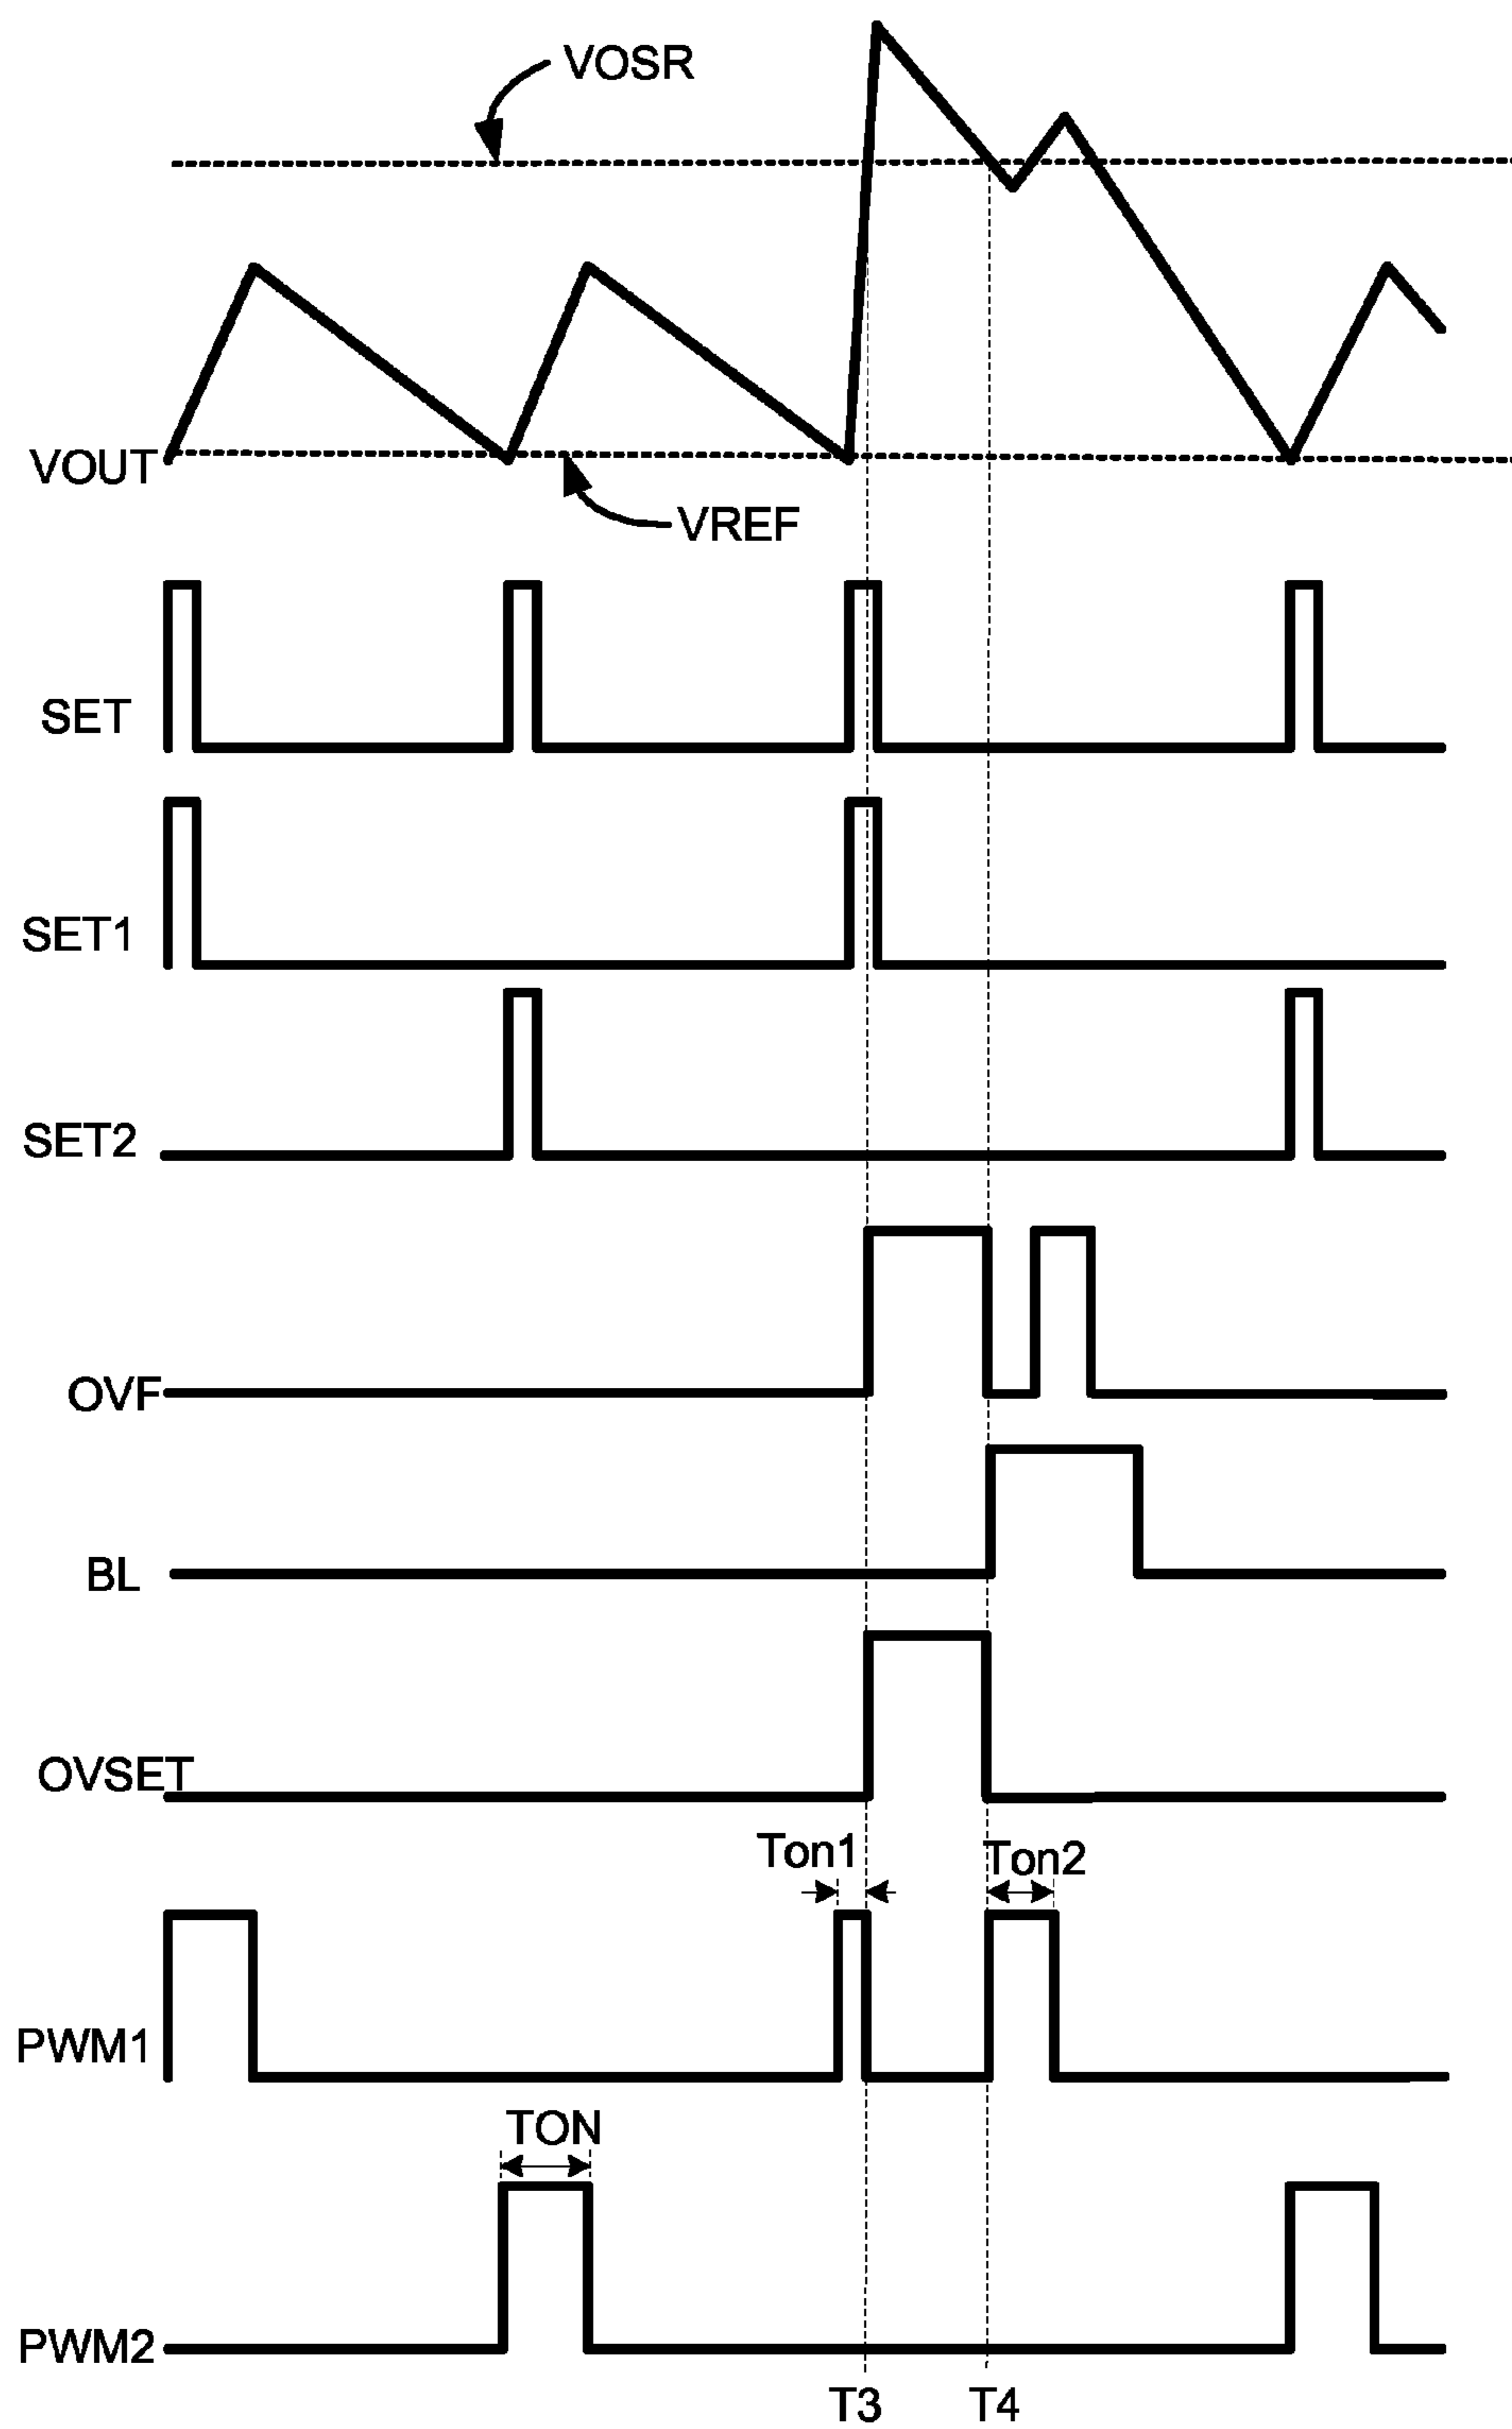 VOSR
VOUT
VREF
SET
SET1
SET2
OVF
BL
OVSET
Ton1
Ton2
PWM1
TON
PWM2
T3
T4